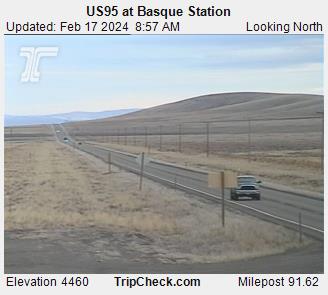 US95 at Basque Station
Updated: Feb 17 2024 8:57 AM Looking North
Elevation 4460 TripCheck.com Milepost 91.62